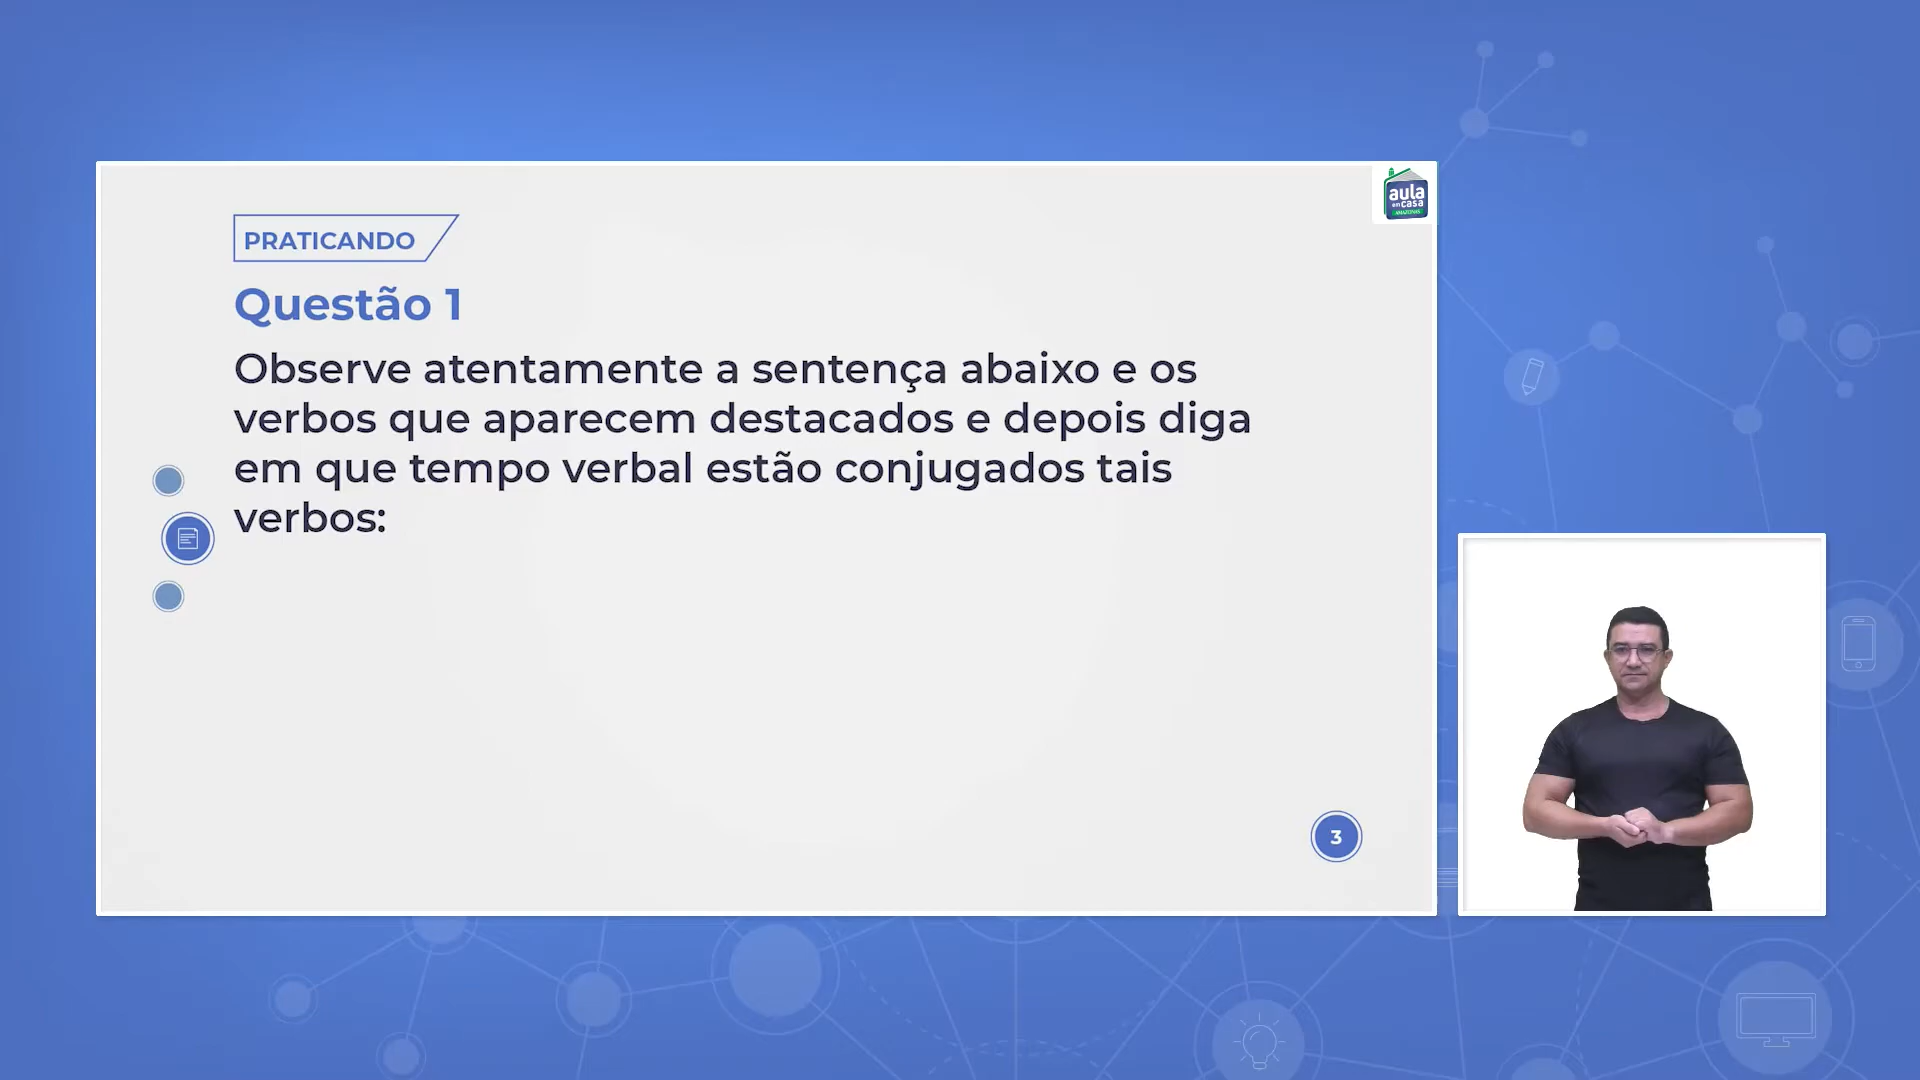 aula
em casa
AMAZONAS
PRATICANDO
Questão 1
Observe atentamente a sentença abaixo e os
verbos que aparecem destacados e depois diga
em que tempo verbal estão conjugados tais
verbos:
3